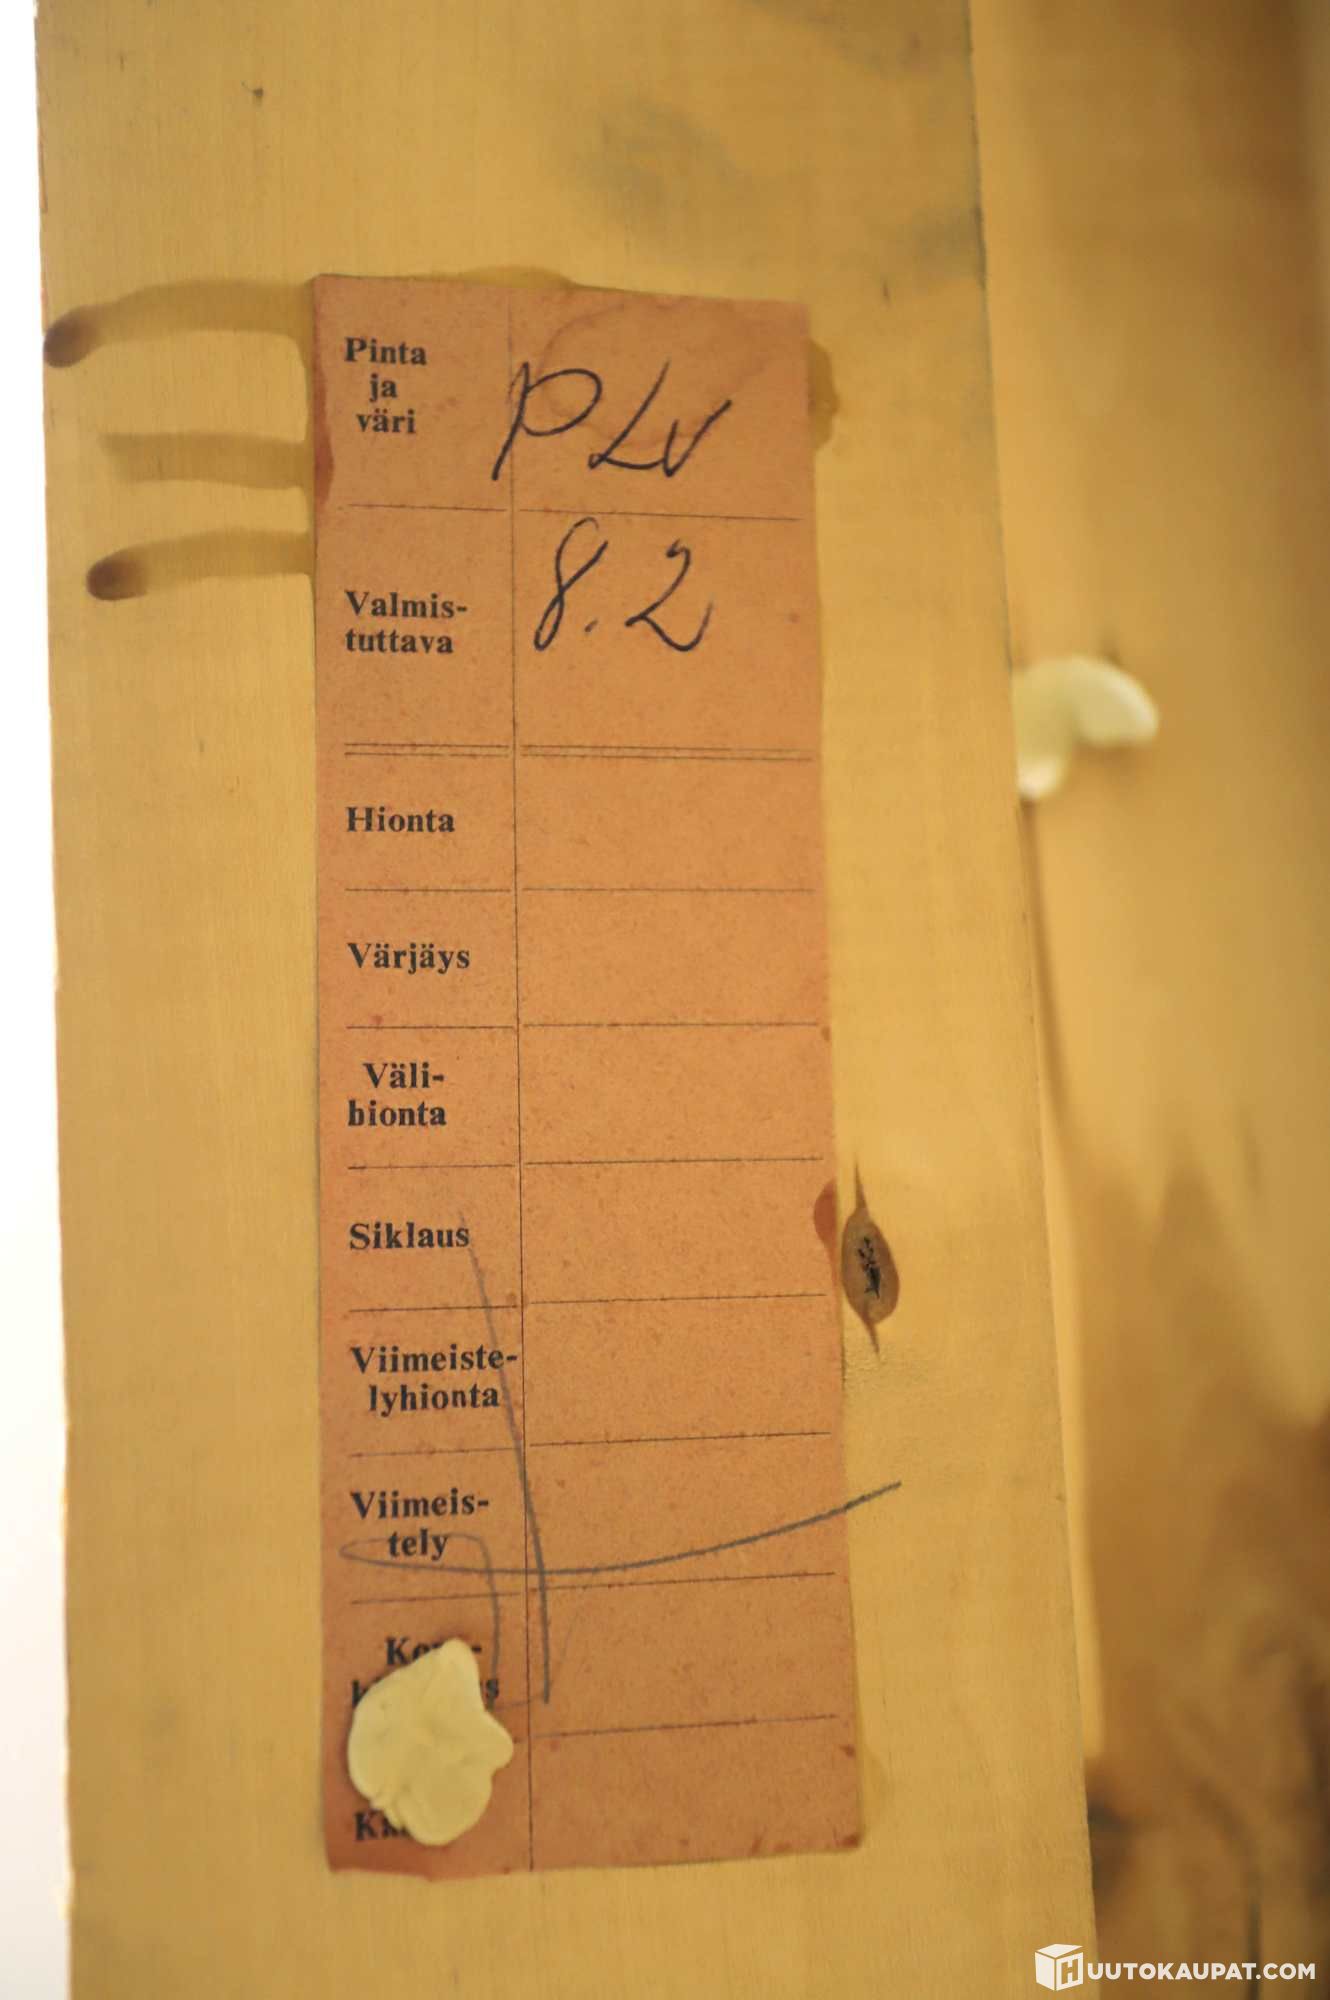 Pinta
ja
väri
PLv
Valmis-
tuttava
8.2
Hionta
Värjäys
Väli-
hionta
Siklaus
Viimeiste-
lyhionta
Viimeis-
tely
HUUTOKAUPAT.COM